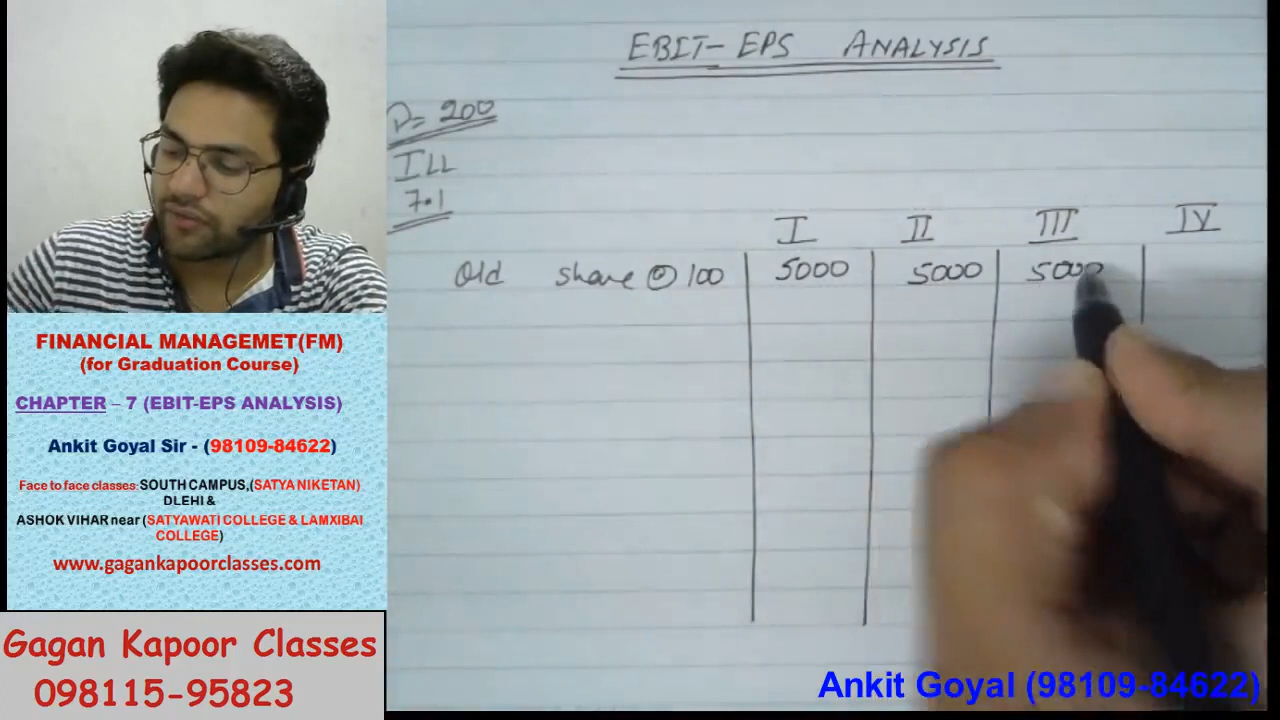 EBIT-EPS ANALYSIS
P= 200
ILL
7.1
I II III IV
Old share @ 100 5000 5000 5000
FINANCIAL MANAGEMET(FM)
(for Graduation Course)
CHAPTER – 7 (EBIT-EPS ANALYSIS)
Ankit Goyal Sir - (98109-84622)
Face to face classes: SOUTH CAMPUS,(SATYA NIKETAN)
DLEHI &
ASHOK VIHAR near (SATYAWATI COLLEGE & LAMXIBAI
COLLEGE)
www.gagankapoorclasses.com
Gagan Kapoor Classes
098115-95823
Ankit Goyal (98109-84622)